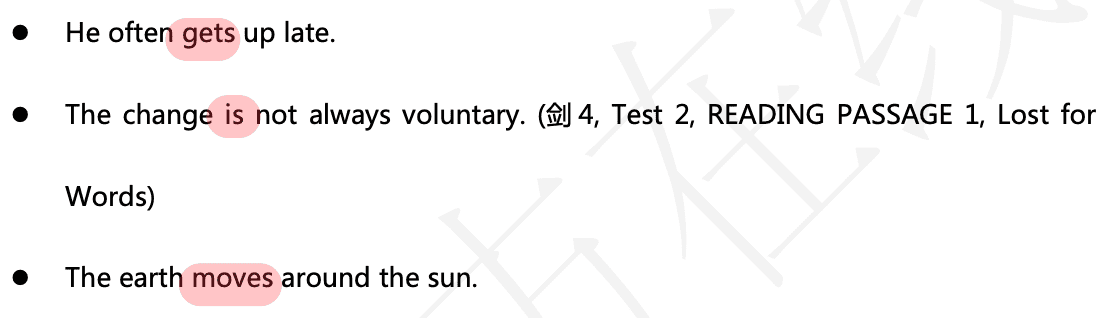 ● He often gets up late.
● The change is not always voluntary. (剑 4, Test 2, READING PASSAGE 1, Lost for
Words)
● The earth moves around the sun.